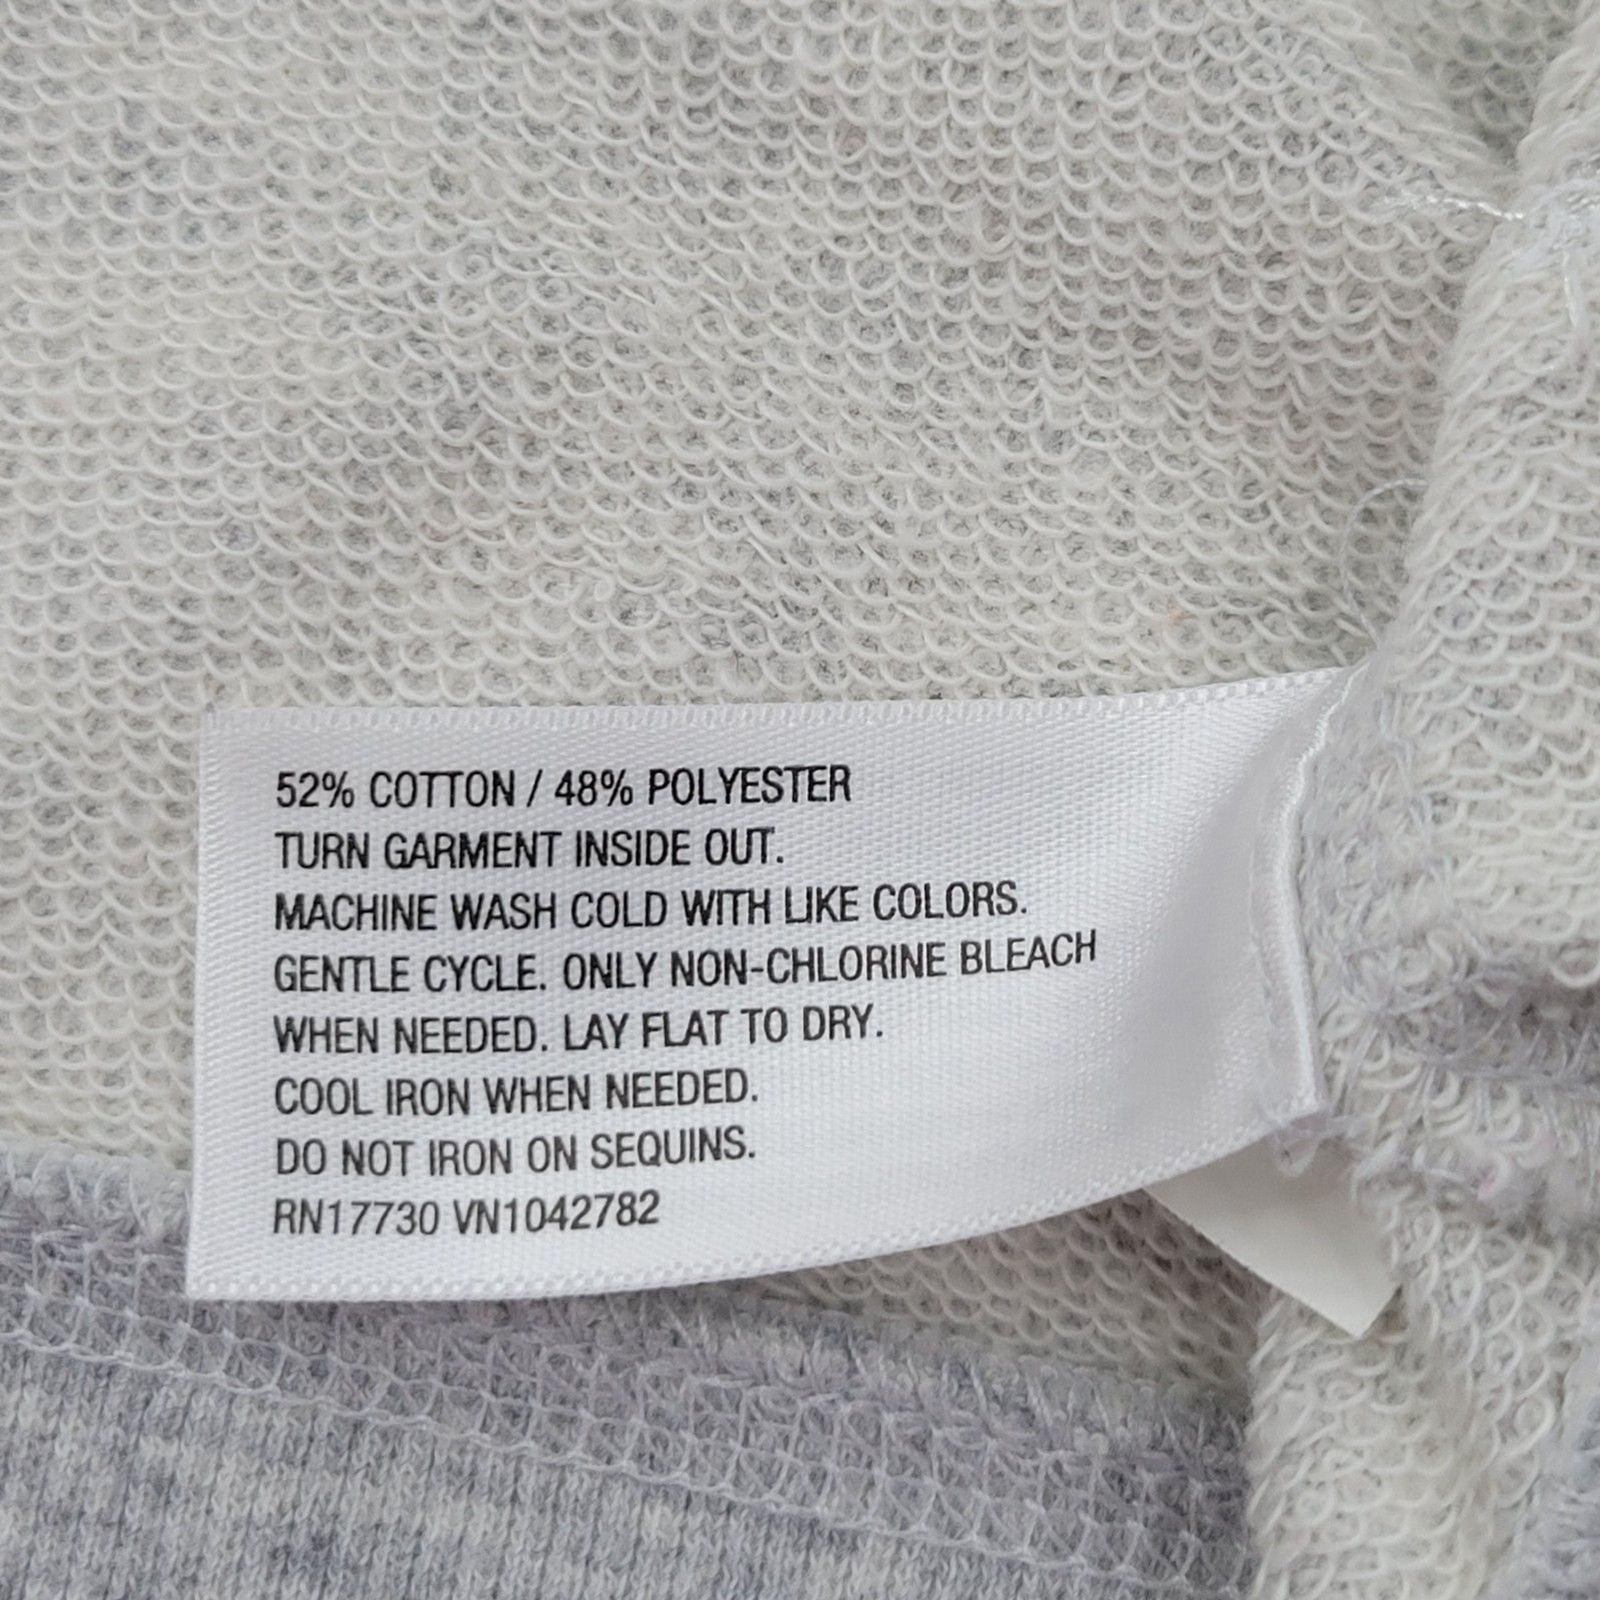 52% COTTON / 48% POLYESTER
TURN GARMENT INSIDE OUT.
MACHINE WASH COLD WITH LIKE COLORS.
GENTLE CYCLE. ONLY NON-CHLORINE BLEACH
WHEN NEEDED. LAY FLAT TO DRY.
COOL IRON WHEN NEEDED.
DO NOT IRON ON SEQUINS.
RN17730 VN1042782